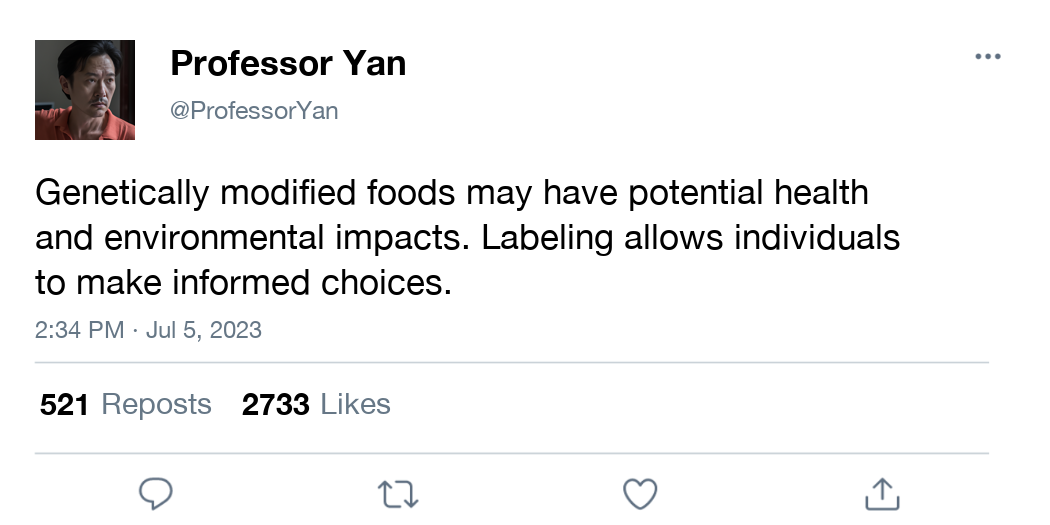 Professor Yan
@ProfessorYan
Genetically modified foods may have potential health
and environmental impacts. Labeling allows individuals
to make informed choices.
2:34 PM · Jul 5, 2023
521 Reposts 2733 Likes